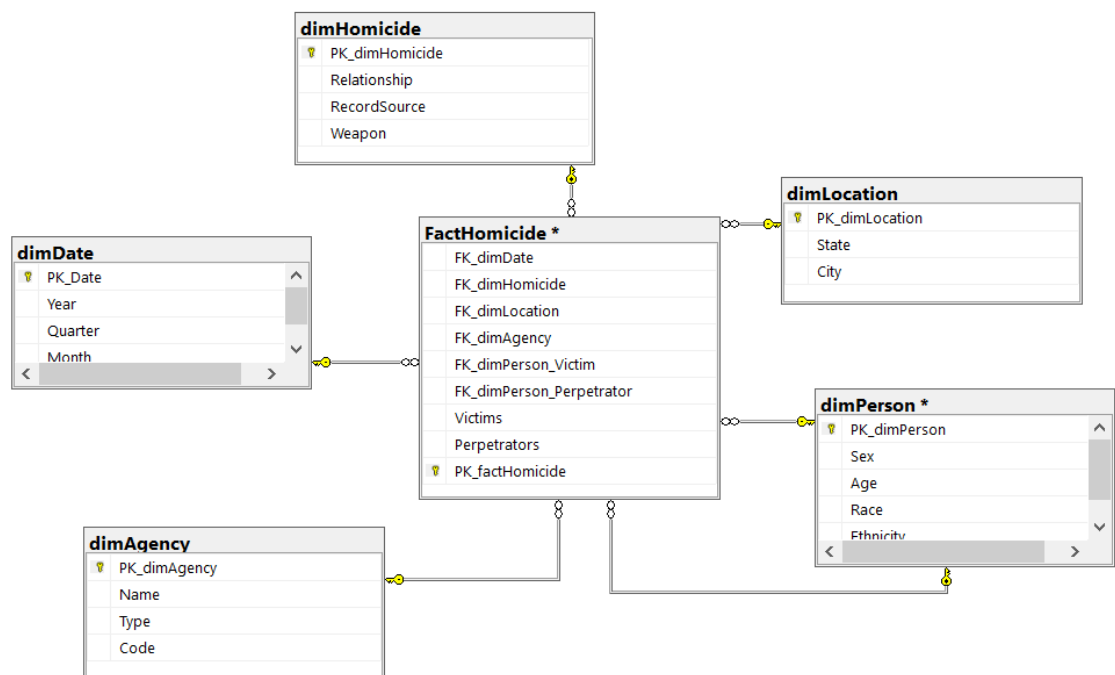 dimHomicide
PK_dimHomicide
Relationship
RecordSource
Weapon
dimLocation
PK_dimLocation
State
City
FactHomicide *
FK_dimDate
FK_dimHomicide
FK_dimLocation
FK_dimAgency
FK_dimPerson_Victim
FK_dimPerson_Perpetrator
Victims
Perpetrators
PK_factHomicide
dimDate
PK_Date
Year
Quarter
Month
dimPerson *
PK_dimPerson
Sex
Age
Race
Ethnicity
dimAgency
PK_dimAgency
Name
Type
Code